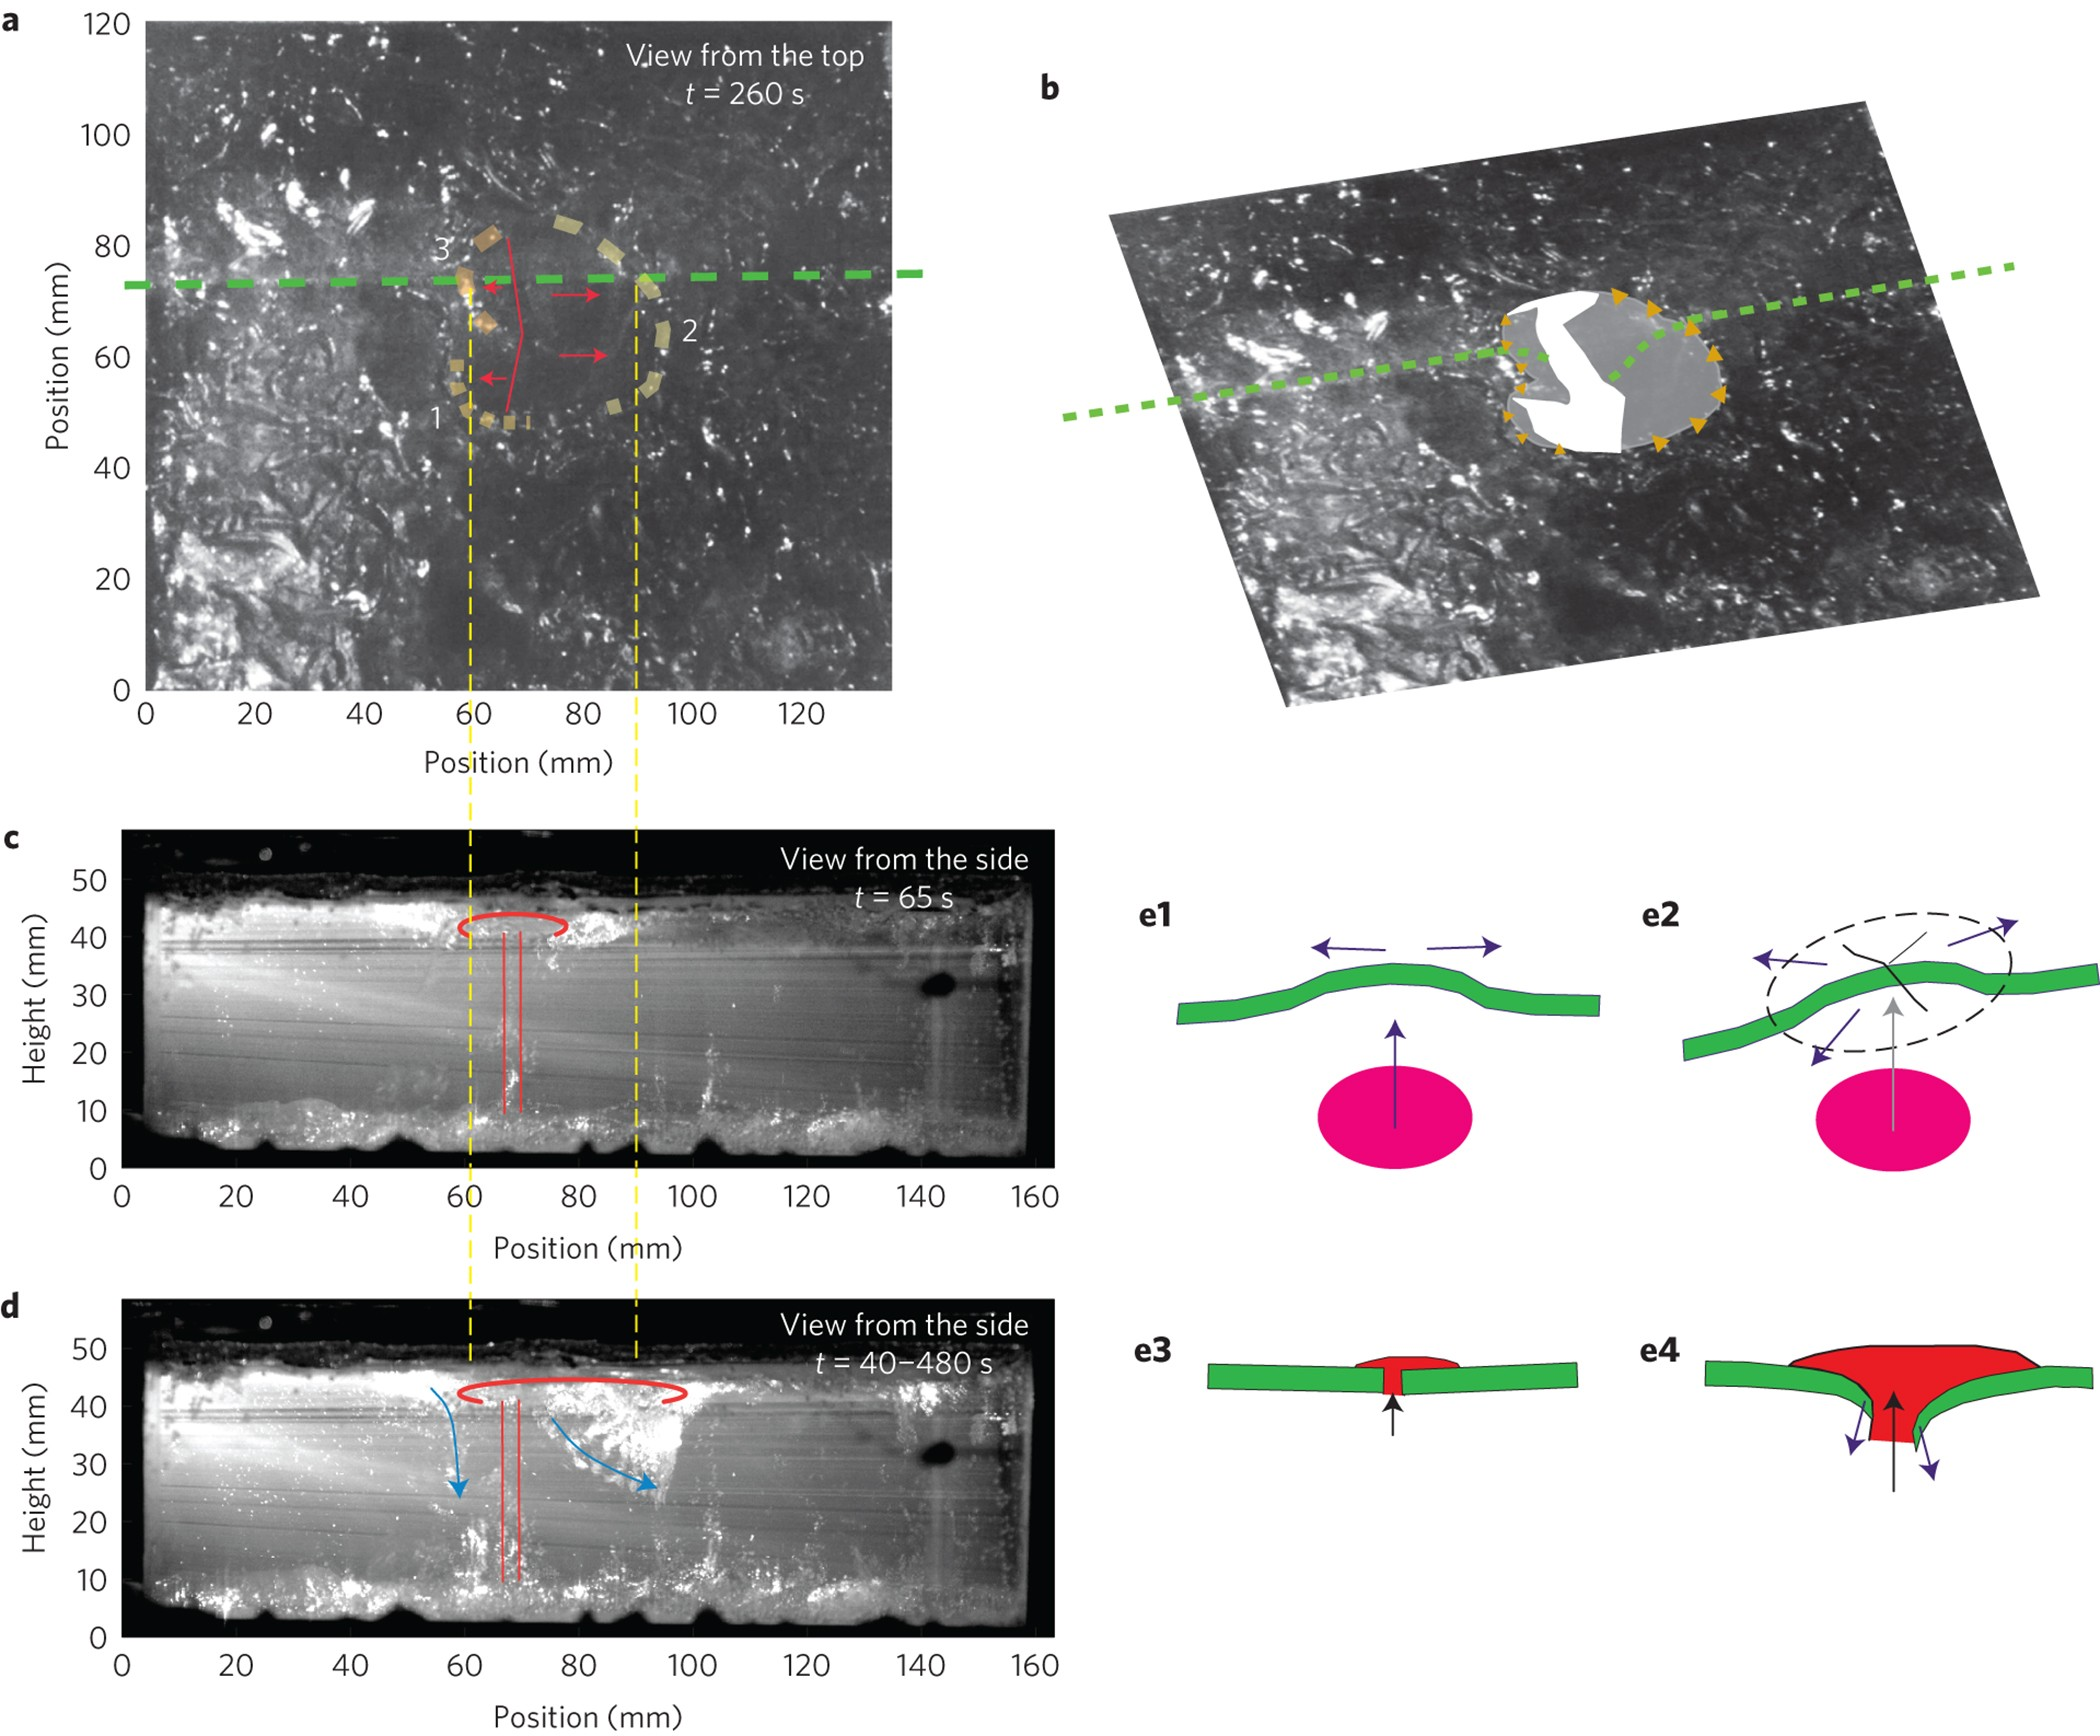 a
120
100
80
60
40
20
0
Position (mm)
View from the top
t = 260 s
3
2
1
0 20 40 60 80 100 120
Position (mm)
b
c
50
40
30
20
10
0
Height (mm)
View from the side
t = 65 s
0 20 40 60 80 100 120 140 160
Position (mm)
d
50
40
30
20
10
0
Height (mm)
View from the side
t = 40–480 s
0 20 40 60 80 100 120 140 160
Position (mm)
e1
e2
e3
e4